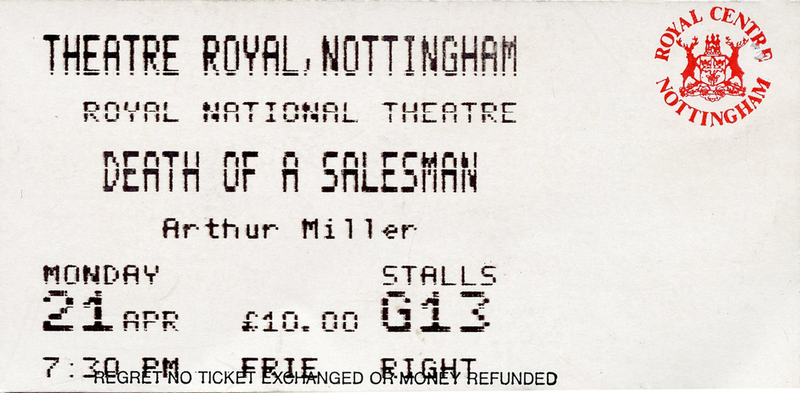 THEATRE ROYAL, NOTTINGHAM
ROYAL CENTRE
NOTTINGHAM
ROYAL NATIONAL THEATRE
DEATH OF A SALESMAN
Arthur Miller
MONDAY STALLS
21 APR £10.00 G13
7:30 PM FRIE RIGHT
REGRET NO TICKET EXCHANGED OR MONEY REFUNDED